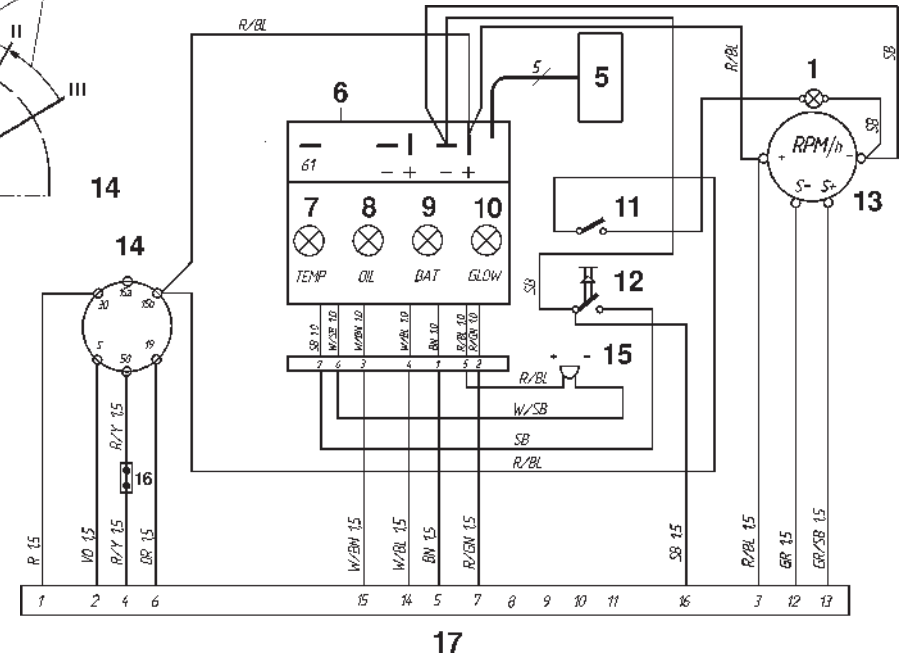 II
III
14
R/BL
5
5
6
R/BL
SB
1
SB
RPM/h
+ -
S- S+
13
61
- + - +
7 8 9 10
TEMP OIL BAT GLOW
11
SB
12
14
30 15a
5 50 19
SB 1.0
W/SB 1.0
W/BN 1.0
W/BL 1.0
BN 1.0
R/BL 1.0
R/GN 1.0
7 6 3 4 1 5 2
+ -
15
R/BL
W/SB
SB
R/BL
R/Y 1,5
16
R 1.5
VO 1,5
R/Y 1,5
OR 1,5
W/BN 1,5
W/BL 1,5
BN 1,5
R/GN 1,5
SB 1.5
R/BL 1.5
GR 1.5
GR/SB 1.5
1 2 4 6 15 14 5 7 8 9 10 11 16 3 12 13
17